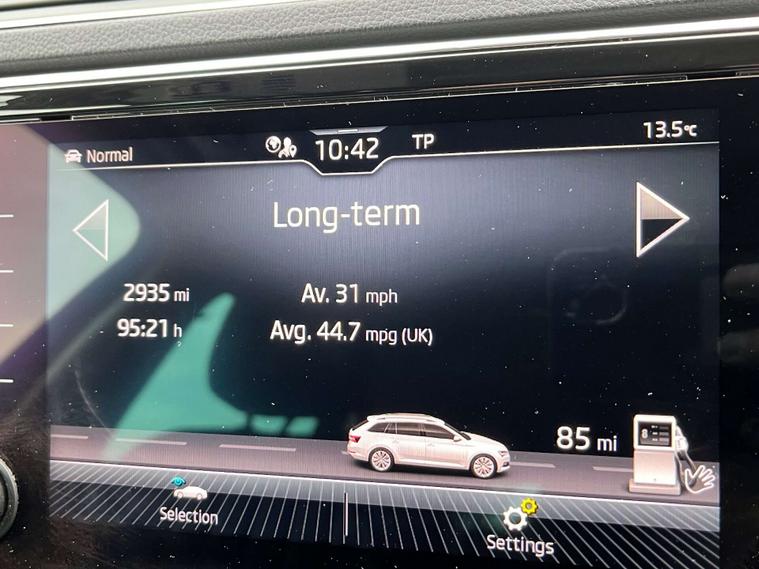 Normal
10:42
TP
13.5°C
Long-term
2935 mi
Av. 31 mph
95:21 h
Avg. 44.7 mpg (UK)
85 mi
Selection
Settings